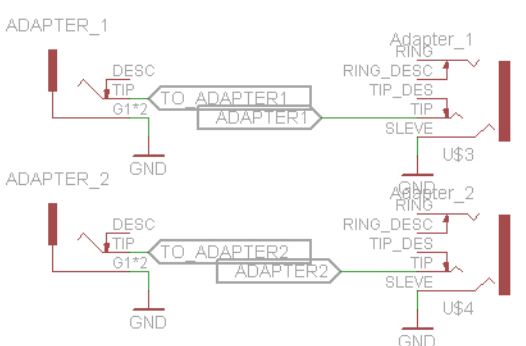 ADAPTER_1
DESC
TIP
G1*2
GND
TO_ADAPTER1
ADAPTER1
Adapter_1
RING
RING_DESC
TIP_DES
TIP
SLEVE
U$3
GND
ADAPTER_2
DESC
TIP
G1*2
GND
TO_ADAPTER2
ADAPTER2
Adapter_2
RING
RING_DESC
TIP_DES
TIP
SLEVE
U$4
GND